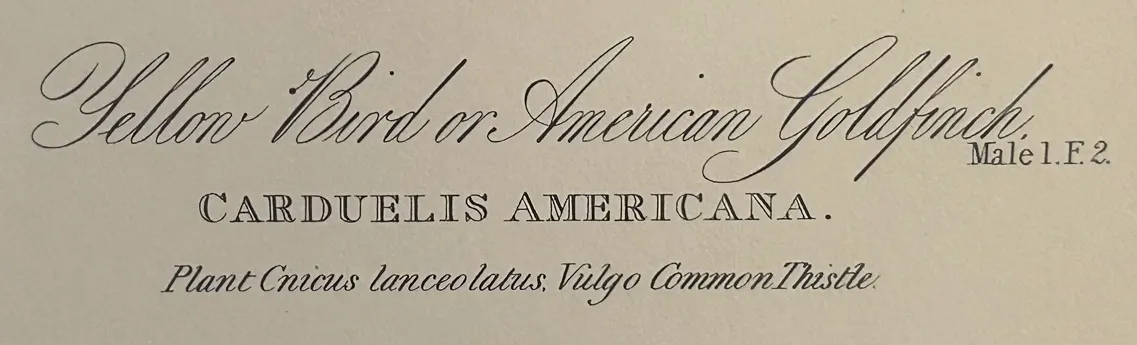 Yellow Bird or American Goldfinch.
Male 1. F. 2.
CARDUELIS AMERICANA.
Plant Cnicus lanceolatus. Vulgo Common Thistle.